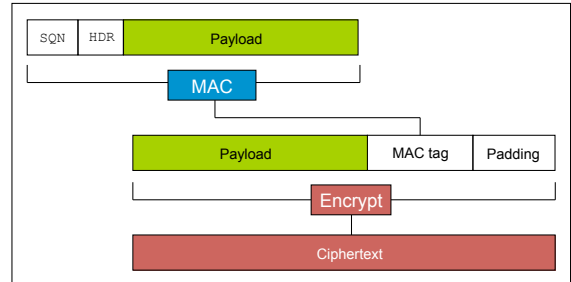 SQN HDR Payload
MAC
Payload MAC tag Padding
Encrypt
Ciphertext